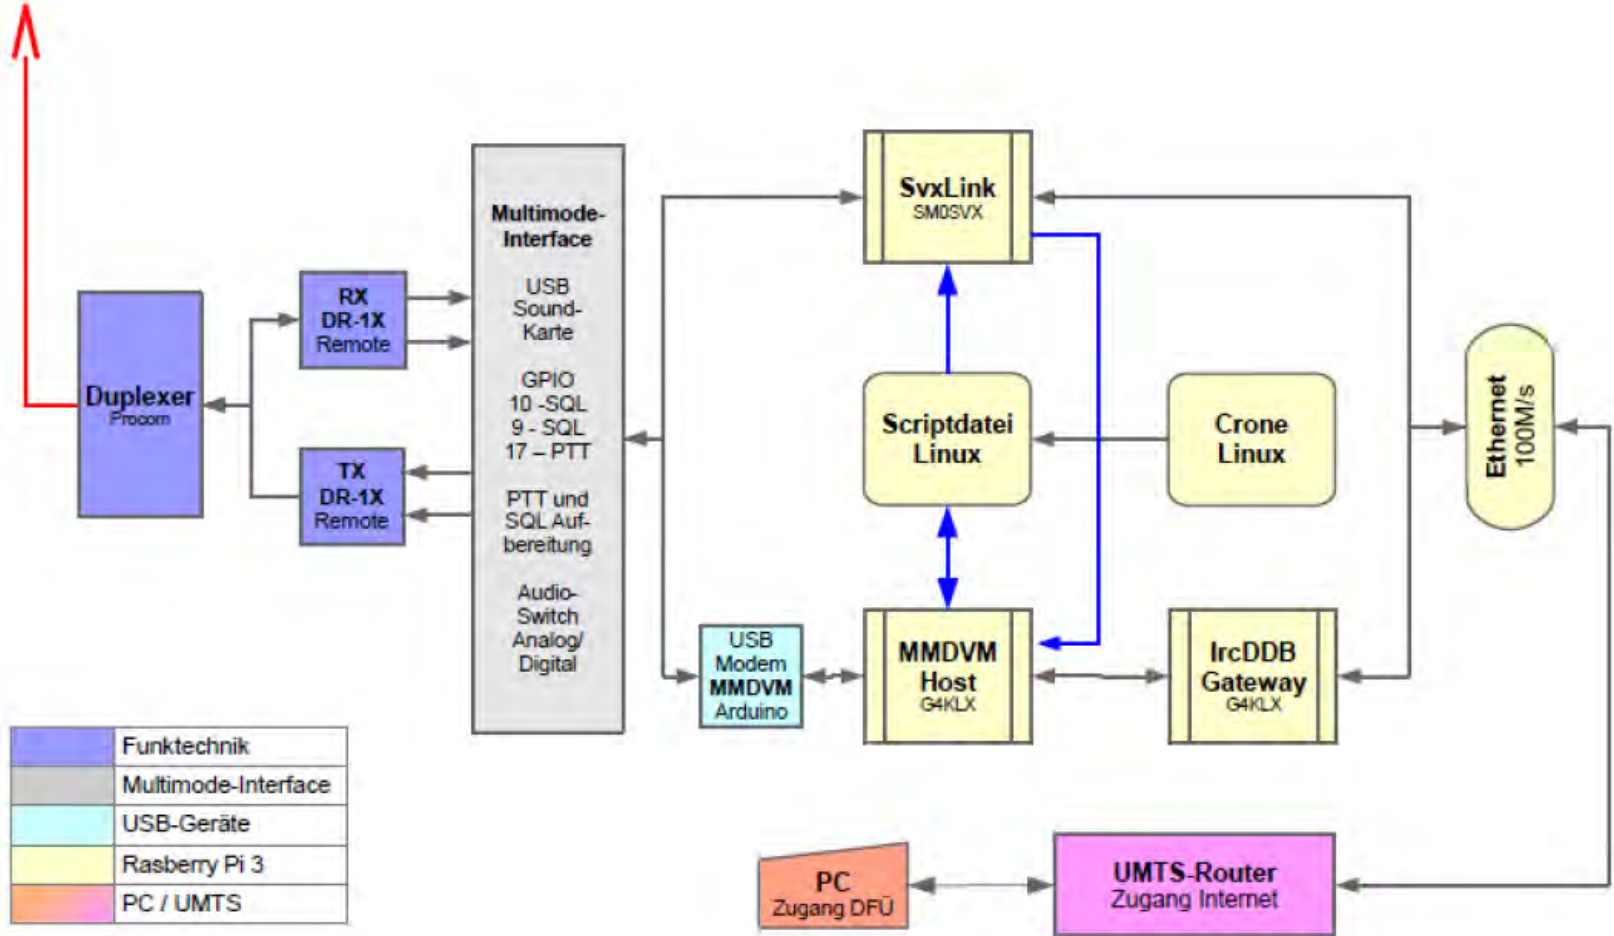 Duplexer
Procom
RX
DR-1X
Remote
TX
DR-1X
Remote
Multimode-
Interface
USB
Sound-
Karte
GPIO
10 -SQL
9 - SQL
17 – PTT
PTT und
SQL Auf-
bereitung
Audio-
Switch
Analog/
Digital
SvxLink
SM0SVX
Scriptdatei
Linux
Crone
Linux
Ethernet
100M/s
USB
Modem
MMDVM
Arduino
MMDVM
Host
G4KLX
IrcDDB
Gateway
G4KLX
Funktechnik
Multimode-Interface
USB-Geräte
Rasberry Pi 3
PC / UMTS
PC
Zugang DFÜ
UMTS-Router
Zugang Internet